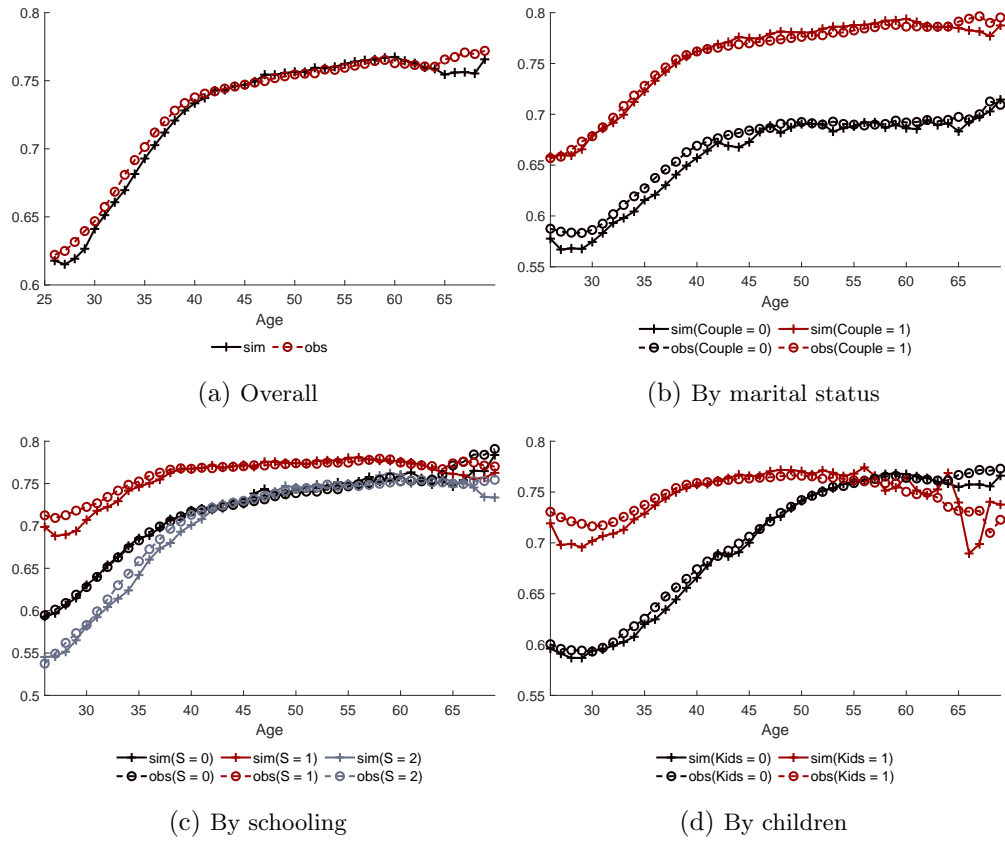 0.8
0.75
0.7
0.65
0.6
25 30 35 40 45 50 55 60 65
Age
sim obs
(a) Overall
0.8
0.75
0.7
0.65
0.6
0.55
30 35 40 45 50 55 60 65
Age
sim(Couple = 0) sim(Couple = 1)
obs(Couple = 0) obs(Couple = 1)
(b) By marital status
0.8
0.75
0.7
0.65
0.6
0.55
0.5
30 35 40 45 50 55 60 65
Age
sim(S = 0) sim(S = 1) sim(S = 2)
obs(S = 0) obs(S = 1) obs(S = 2)
(c) By schooling
0.8
0.75
0.7
0.65
0.6
0.55
30 35 40 45 50 55 60 65
Age
sim(Kids = 0) sim(Kids = 1)
obs(Kids = 0) obs(Kids = 1)
(d) By children